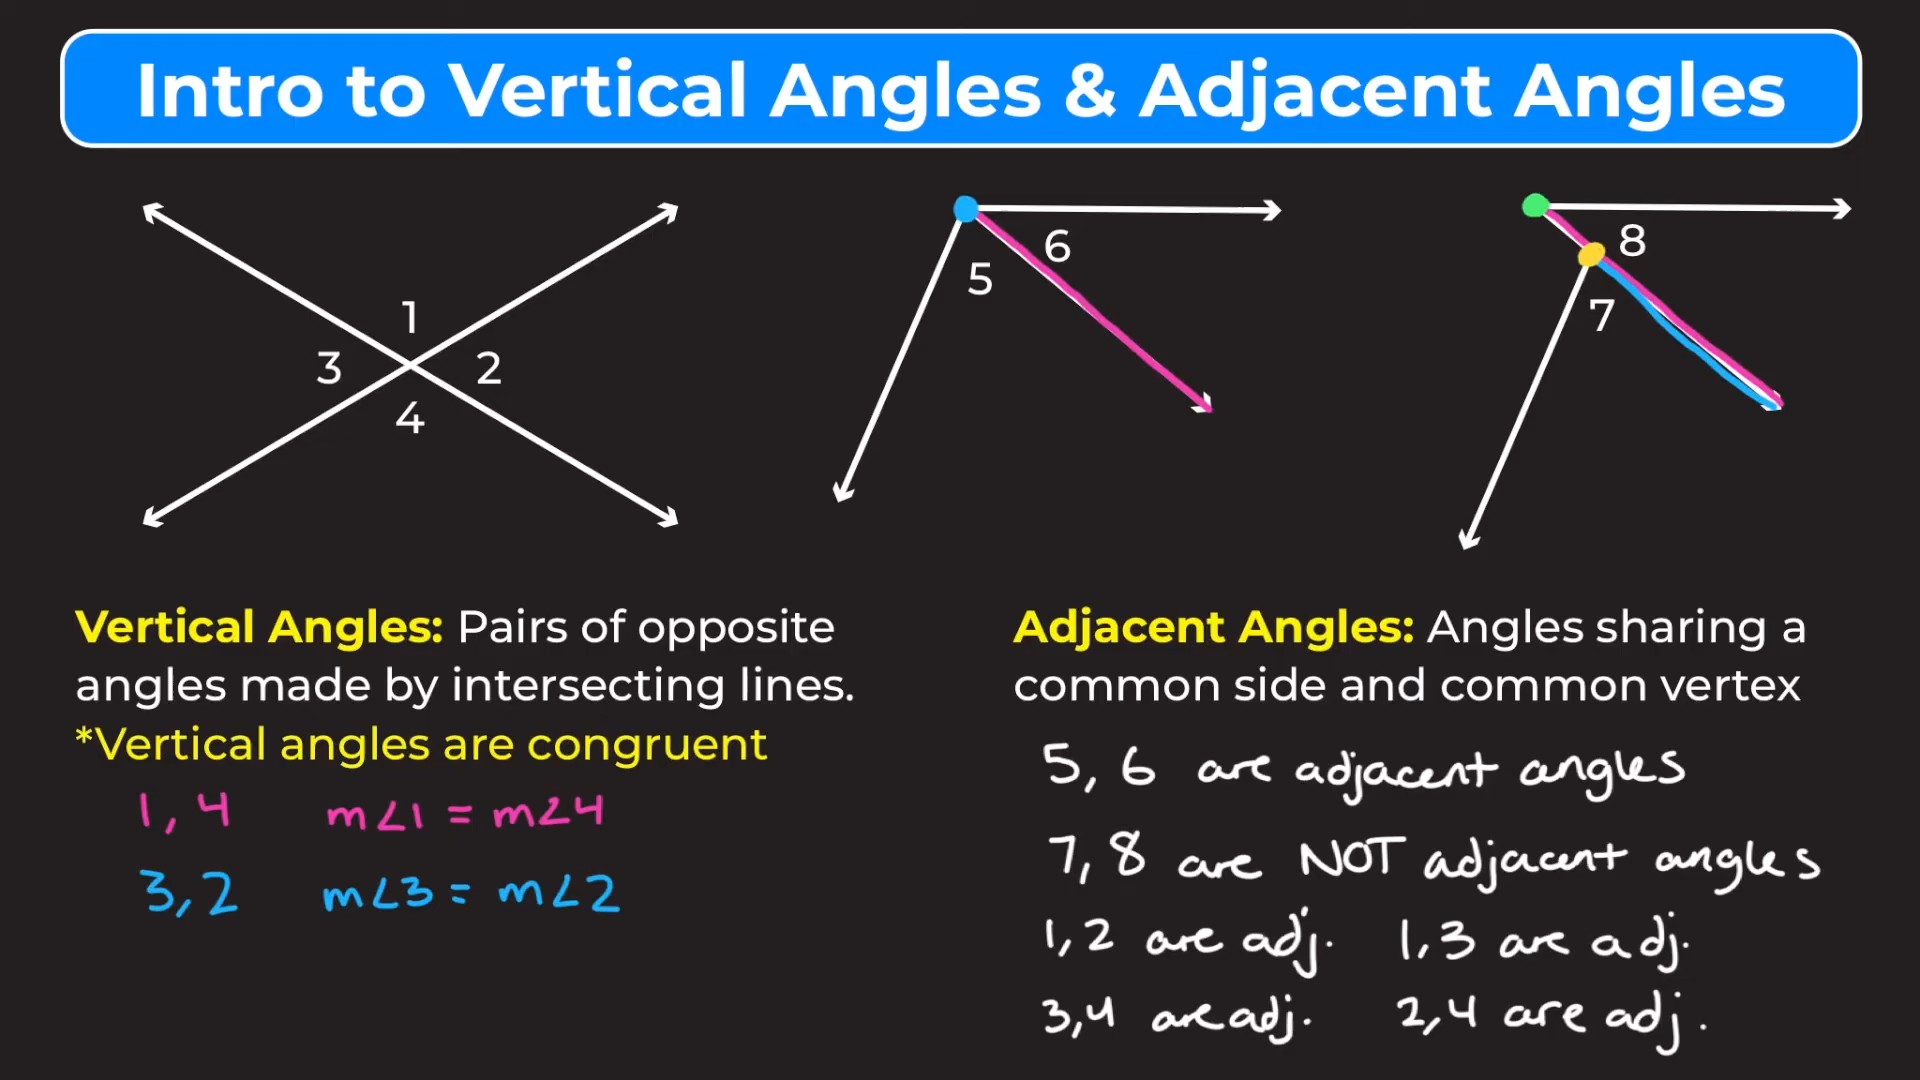 Intro to Vertical Angles & Adjacent Angles
1
3
2
4
6
5
8
7
Vertical Angles: Pairs of opposite
angles made by intersecting lines.
*Vertical angles are congruent
1, 4 m∠1 = m∠4
3, 2 m∠3 = m∠2
Adjacent Angles: Angles sharing a
common side and common vertex
5, 6 are adjacent angles
7, 8 are NOT adjacent angles
1, 2 are adj. 1, 3 are adj.
3, 4 are adj. 2, 4 are adj.